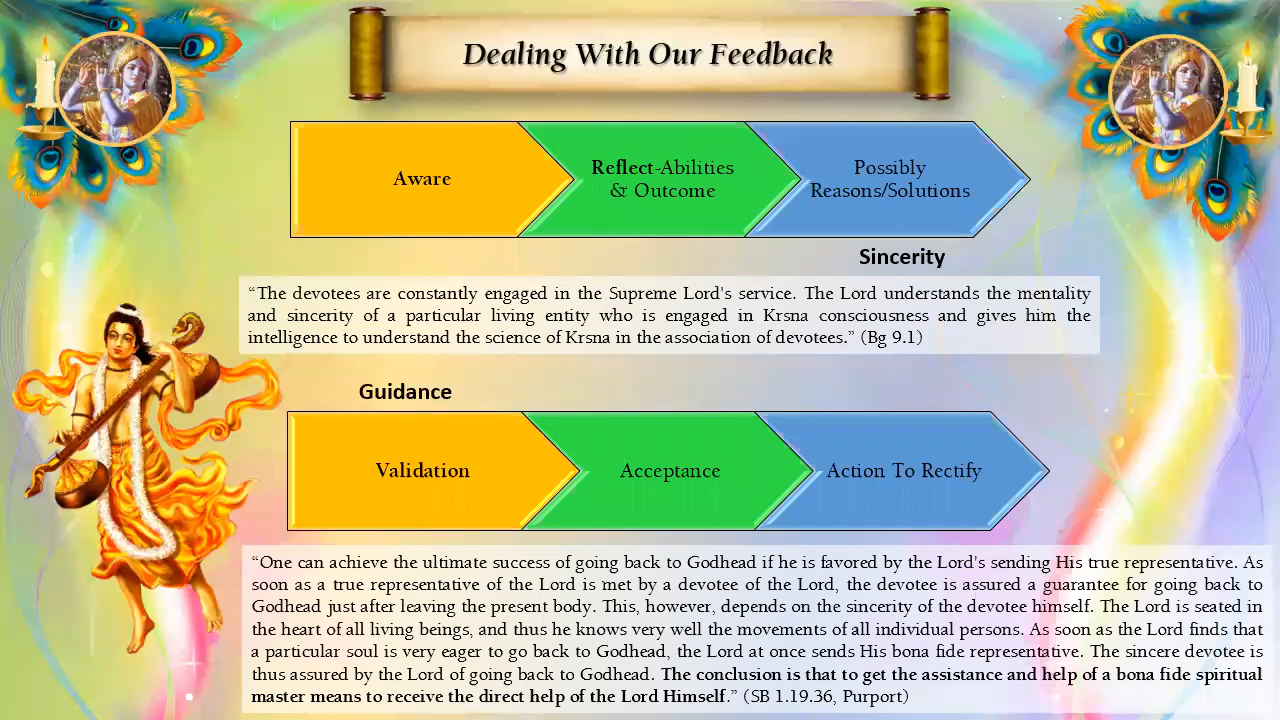 Dealing With Our Feedback
Aware
Reflect-Abilities
& Outcome
Possibly
Reasons/Solutions
Sincerity
“The devotees are constantly engaged in the Supreme Lord's service. The Lord understands the mentality
and sincerity of a particular living entity who is engaged in Krsna consciousness and gives him the
intelligence to understand the science of Krsna in the association of devotees.” (Bg 9.1)
Guidance
Validation
Acceptance
Action To Rectify
“One can achieve the ultimate success of going back to Godhead if he is favored by the Lord's sending His true representative. As
soon as a true representative of the Lord is met by a devotee of the Lord, the devotee is assured a guarantee for going back to
Godhead just after leaving the present body. This, however, depends on the sincerity of the devotee himself. The Lord is seated in
the heart of all living beings, and thus he knows very well the movements of all individual persons. As soon as the Lord finds that
a particular soul is very eager to go back to Godhead, the Lord at once sends His bona fide representative. The sincere devotee is
thus assured by the Lord of going back to Godhead. The conclusion is that to get the assistance and help of a bona fide spiritual
master means to receive the direct help of the Lord Himself.” (SB 1.19.36, Purport)